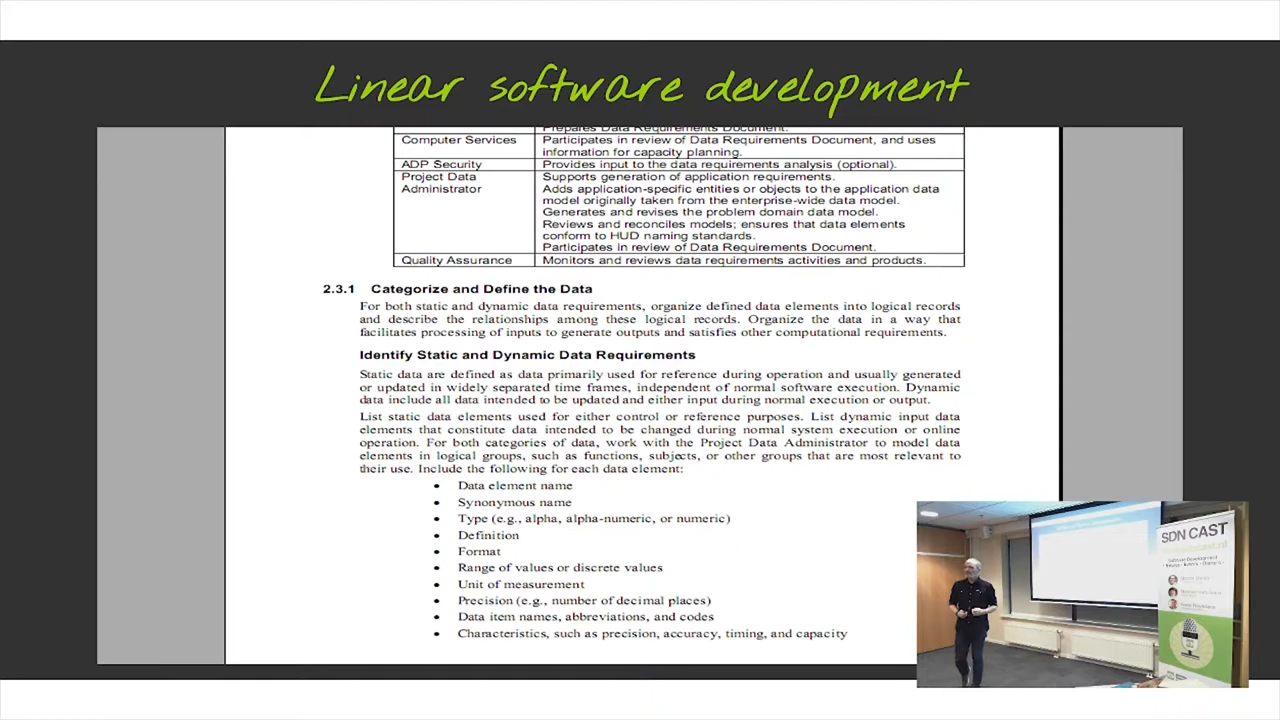 Linear software development
Prepares Data Requirements Document.
Computer Services
Participates in review of Data Requirements Document, and uses
information for capacity planning.
ADP Security
Provides input to the data requirements analysis (optional).
Project Data
Administrator
Supports generation of application requirements.
Adds application-specific entities or objects to the application data
model originally taken from the enterprise-wide data model.
Generates and revises the problem domain data model.
Reviews and reconciles models; ensures that data elements
conform to HUD naming standards.
Participates in review of Data Requirements Document.
Quality Assurance
Monitors and reviews data requirements activities and products.
2.3.1 Categorize and Define the Data
For both static and dynamic data requirements, organize defined data elements into logical records
and describe the relationships among these logical records. Organize the data in a way that
facilitates processing of inputs to generate outputs and satisfies other computational requirements.
Identify Static and Dynamic Data Requirements
Static data are defined as data primarily used for reference during operation and usually generated
or updated in widely separated time frames, independent of normal software execution. Dynamic
data include all data intended to be updated and either input during normal execution or output.
List static data elements used for either control or reference purposes. List dynamic input data
elements that constitute data intended to be changed during normal system execution or online
operation. For both categories of data, work with the Project Data Administrator to model data
elements in logical groups, such as functions, subjects, or other groups that are most relevant to
their use. Include the following for each data element:
• Data element name
• Synonymous name
• Type (e.g., alpha, alpha-numeric, or numeric)
• Definition
• Format
• Range of values or discrete values
• Unit of measurement
• Precision (e.g., number of decimal places)
• Data item names, abbreviations, and codes
• Characteristics, such as precision, accuracy, timing, and capacity
SDN CAST